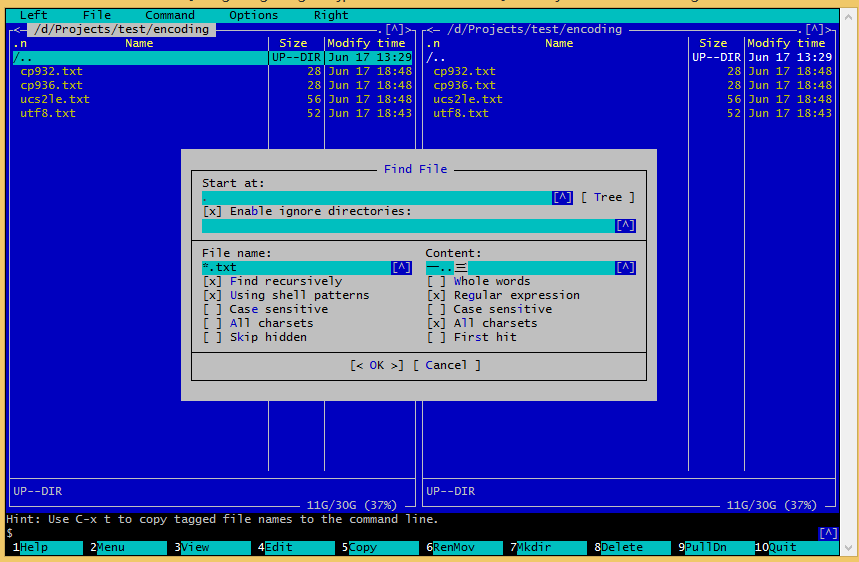 Left File Command Options Right
<- /d/Projects/test/encoding .[^]> <- /d/Projects/test/encoding .[^]>
.n Name Size Modify time .n Name Size Modify time
/.. UP--DIR Jun 17 13:29 /.. UP--DIR Jun 17 13:29
cp932.txt 28 Jun 17 18:48 cp932.txt 28 Jun 17 18:48
cp936.txt 28 Jun 17 18:48 cp936.txt 28 Jun 17 18:48
ucs2le.txt 56 Jun 17 18:48 ucs2le.txt 56 Jun 17 18:48
utf8.txt 52 Jun 17 18:43 utf8.txt 52 Jun 17 18:43
Find File
Start at:
. [^] [ Tree ]
[x] Enable ignore directories:
[^]
File name: Content:
*.txt [^] 一..三 [^]
[x] Find recursively [ ] Whole words
[x] Using shell patterns [x] Regular expression
[ ] Case sensitive [ ] Case sensitive
[ ] All charsets [x] All charsets
[ ] Skip hidden [ ] First hit
[< OK >] [ Cancel ]
UP--DIR UP--DIR
11G/30G (37%) 11G/30G (37%)
Hint: Use C-x t to copy tagged file names to the command line.
$ [^]
1Help 2Menu 3View 4Edit 5Copy 6RenMov 7Mkdir 8Delete 9PullDn 10Quit